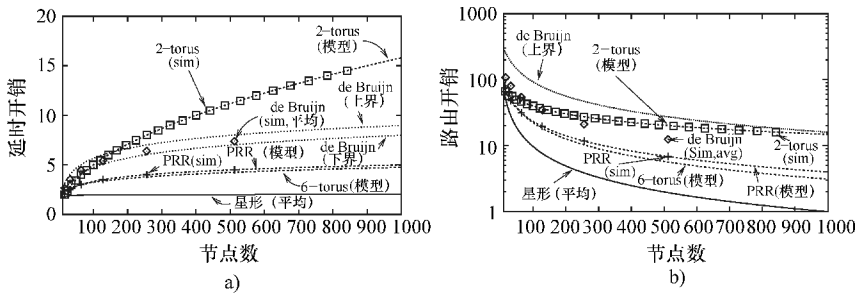 20
15
10
5
0
延时开销
2-torus
(sim)
2-torus
(模型)
de Bruijn
(上界)
de Bruijn
(sim,平均)
PRR(sim)
PRR
(模型)
de Bruijn
(下界)
6-torus(模型)
星形（平均）
100 200 300 400 500 600 700 800 900 1000
节点数
a)
1000
100
10
1
路由开销
de Bruijn
(上界)
2-torus
(模型)
2-torus
(sim)
de Bruijn
(Sim,avg)
PRR
(sim)
6-torus(模型)
PRR(模型)
星形（平均）
100 200 300 400 500 600 700 800 900 1000
节点数
b)